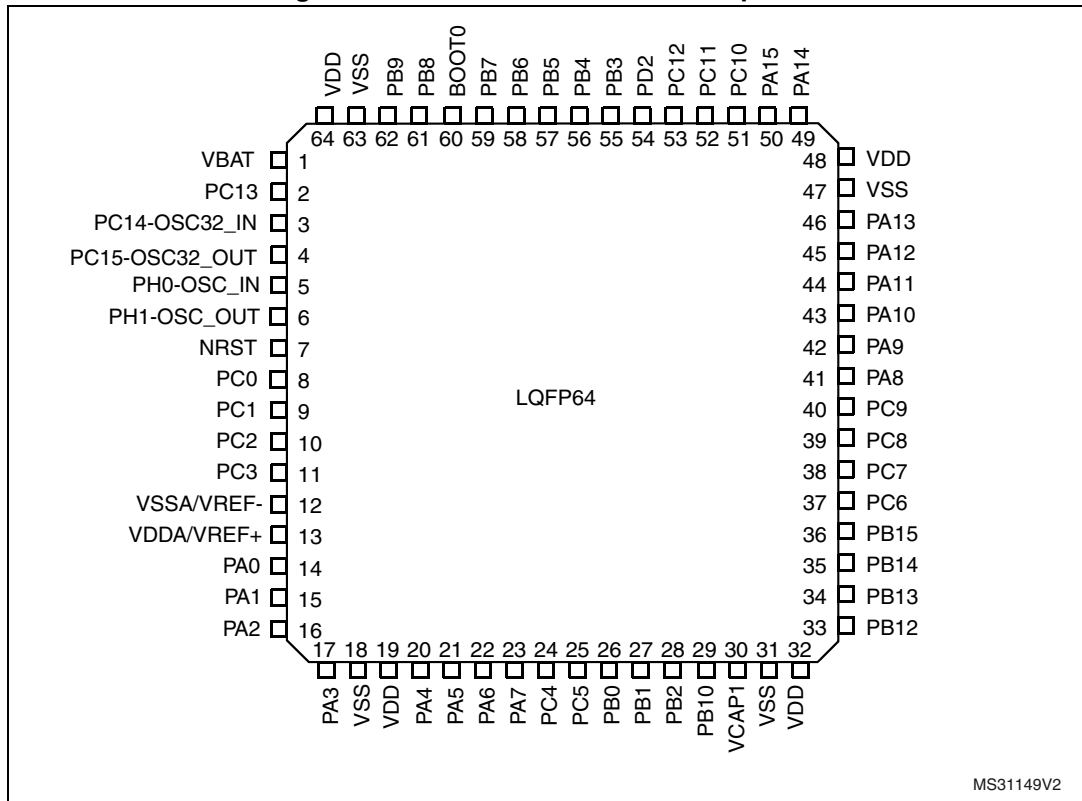 VDD
VSS
PB9
PB8
BOOT0
PB7
PB6
PB5
PB4
PB3
PD2
PC12
PC11
PC10
PA15
PA14
64 63 62 61 60 59 58 57 56 55 54 53 52 51 50 49
VBAT 1
PC13 2
PC14-OSC32_IN 3
PC15-OSC32_OUT 4
PH0-OSC_IN 5
PH1-OSC_OUT 6
NRST 7
PC0 8
PC1 9
PC2 10
PC3 11
VSSA/VREF- 12
VDDA/VREF+ 13
PA0 14
PA1 15
PA2 16
LQFP64
48 VDD
47 VSS
46 PA13
45 PA12
44 PA11
43 PA10
42 PA9
41 PA8
40 PC9
39 PC8
38 PC7
37 PC6
36 PB15
35 PB14
34 PB13
33 PB12
17 18 19 20 21 22 23 24 25 26 27 28 29 30 31 32
PA3
VSS
VDD
PA4
PA5
PA6
PA7
PC4
PC5
PB0
PB1
PB2
PB10
VCAP1
VSS
VDD
MS31149V2